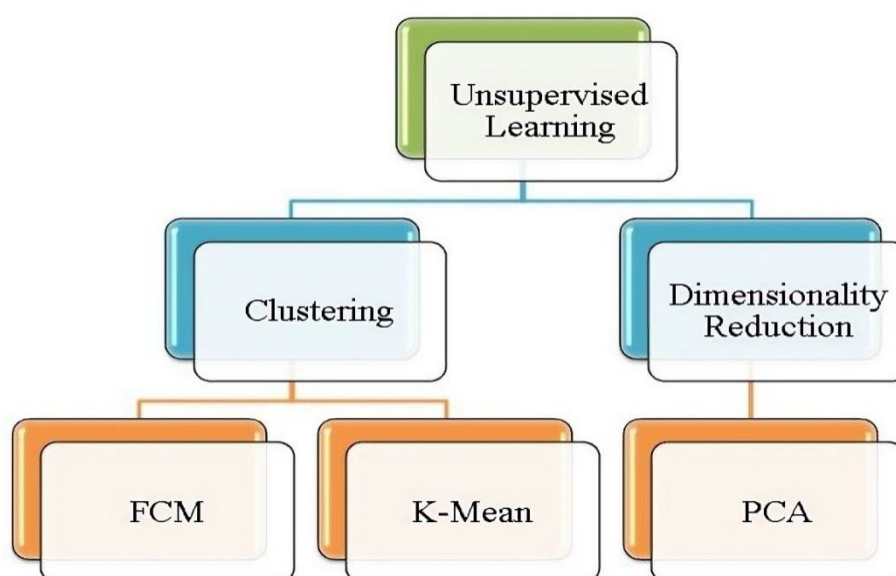 Unsupervised
Learning
Clustering
Dimensionality
Reduction
FCM
K-Mean
PCA